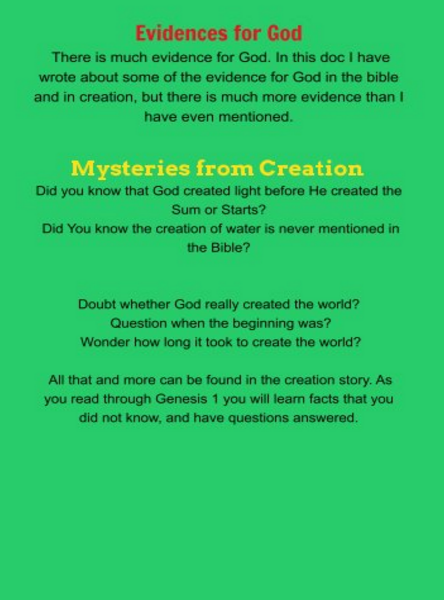 Evidences for God
There is much evidence for God. In this doc I have
wrote about some of the evidence for God in the bible
and in creation, but there is much more evidence than I
have even mentioned.
Mysteries from Creation
Did you know that God created light before He created the
Sum or Starts?
Did You know the creation of water is never mentioned in
the Bible?
Doubt whether God really created the world?
Question when the beginning was?
Wonder how long it took to create the world?
All that and more can be found in the creation story. As
you read through Genesis 1 you will learn facts that you
did not know, and have questions answered.